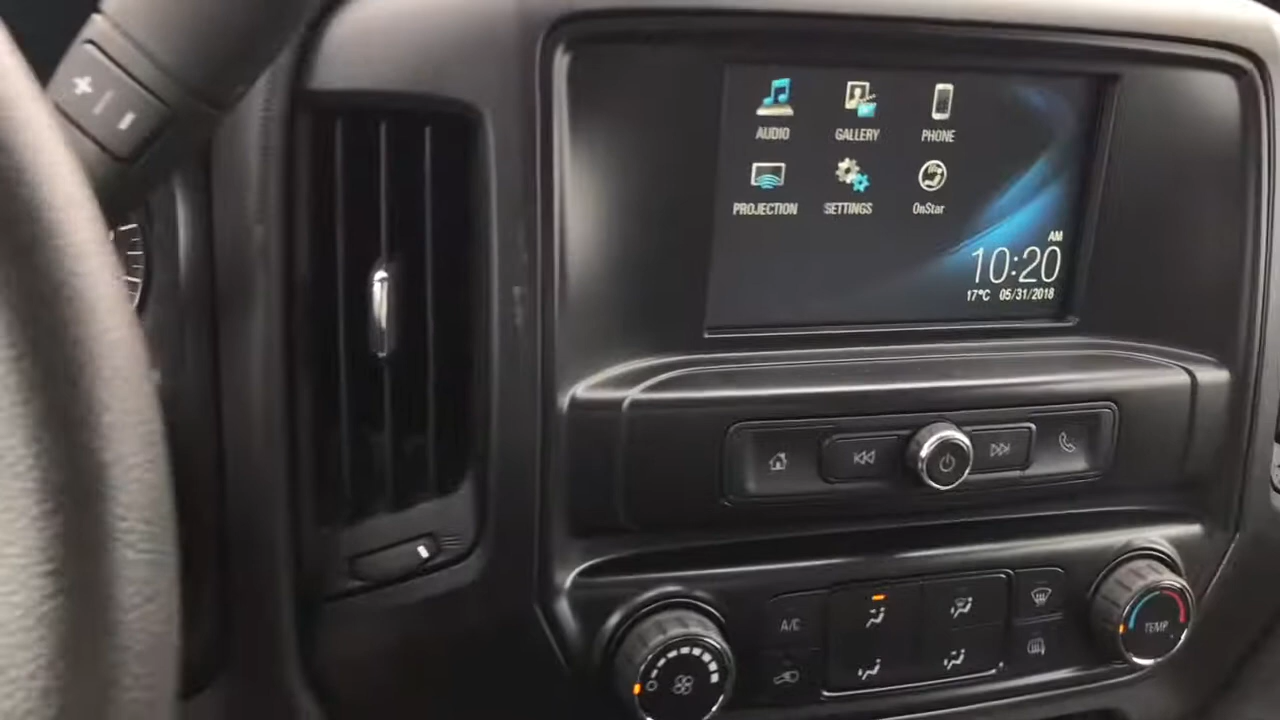 AUDIO
GALLERY
PHONE
PROJECTION
SETTINGS
OnStar
AM
10:20
17°C 05/31/2018
A/C
TEMP